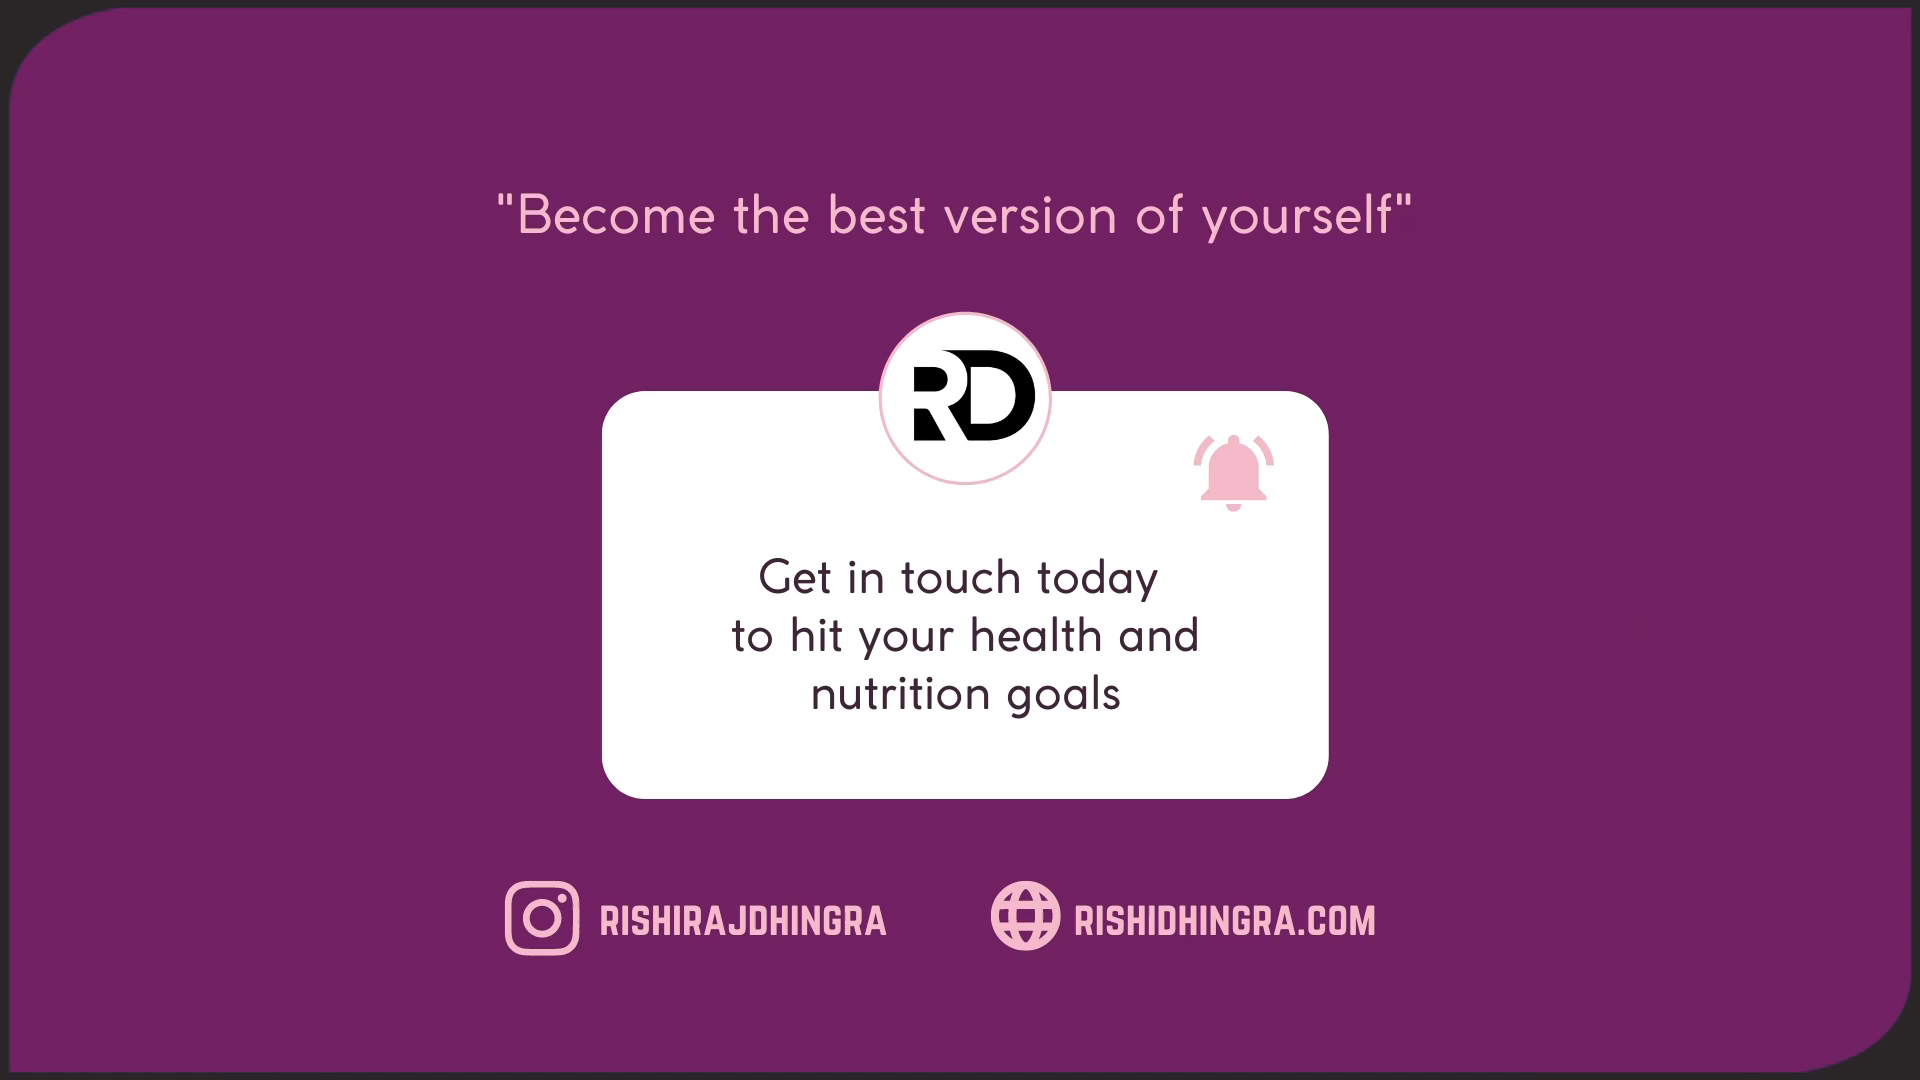 "Become the best version of yourself"
RD
Get in touch today
to hit your health and
nutrition goals
RISHIRAJDHINGRA
RISHIDHINGRA.COM